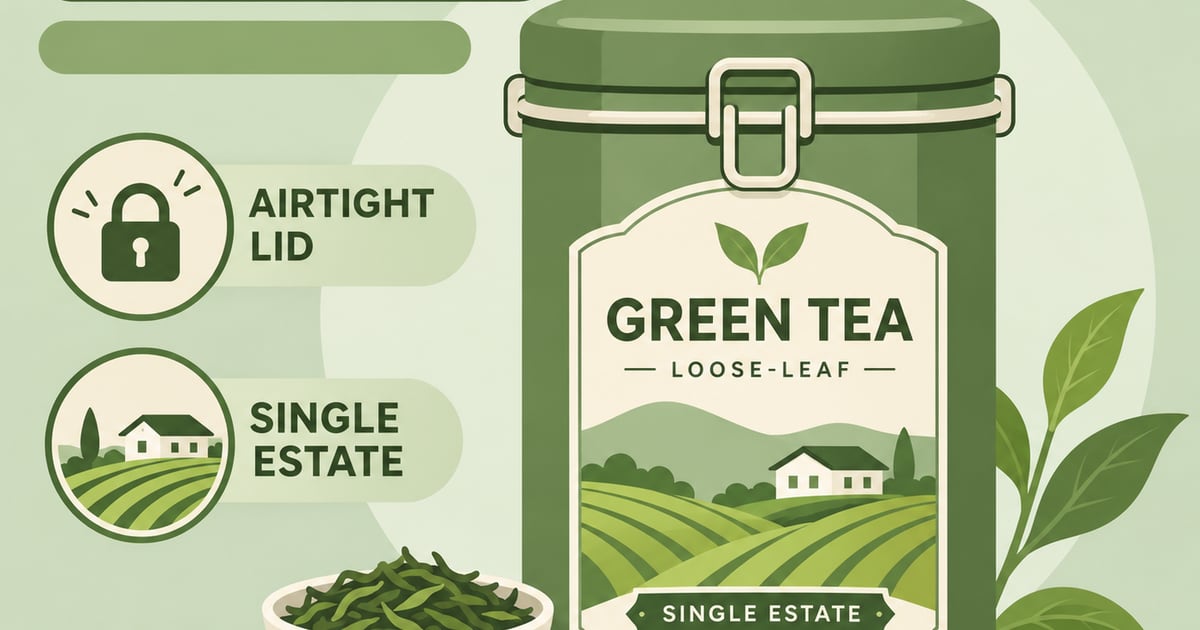 AIRTIGHT
LID
SINGLE
ESTATE
GREEN TEA
LOOSE-LEAF
SINGLE ESTATE